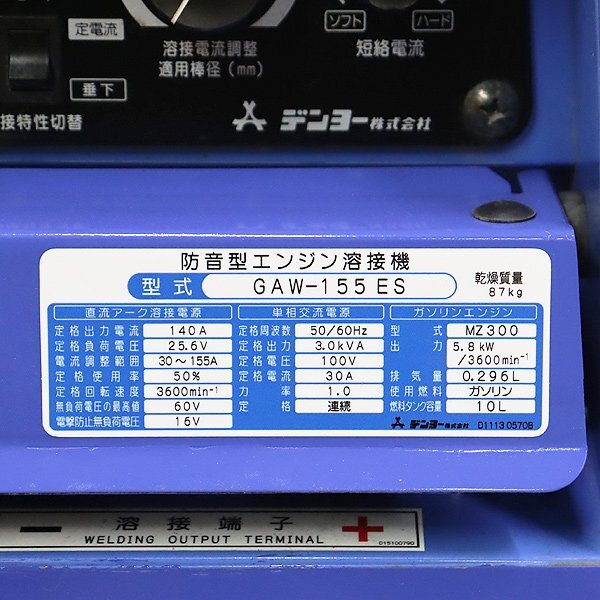 定電流
溶接電流調整
適用棒径(mm)
ソフト
ハード
短絡電流
垂下
接特性切替
デンヨー株式会社
防音型エンジン溶接機
型式 GAW-155ES
乾燥質量
87kg
直流アーク溶接電源
定格出力電流 140A
定格負荷電圧 25.6V
電流調整範囲 30～155A
定格使用率 50%
定格回転速度 3600min⁻¹
無負荷電圧の最高値 60V
電撃防止無負荷電圧 16V
単相交流電源
定格周波数 50/60Hz
定格出力 3.0kVA
定格電圧 100V
定格電流 30A
力率 1.0
定格 連続
ガソリンエンジン
型式 MZ300
出力 5.8kW
/3600min⁻¹
排気量 0.296L
使用燃料 ガソリン
燃料タンク容量 10L
デンヨー株式会社 D111305708
－ 溶接端子 ＋
WELDING OUTPUT TERMINAL
D15100790